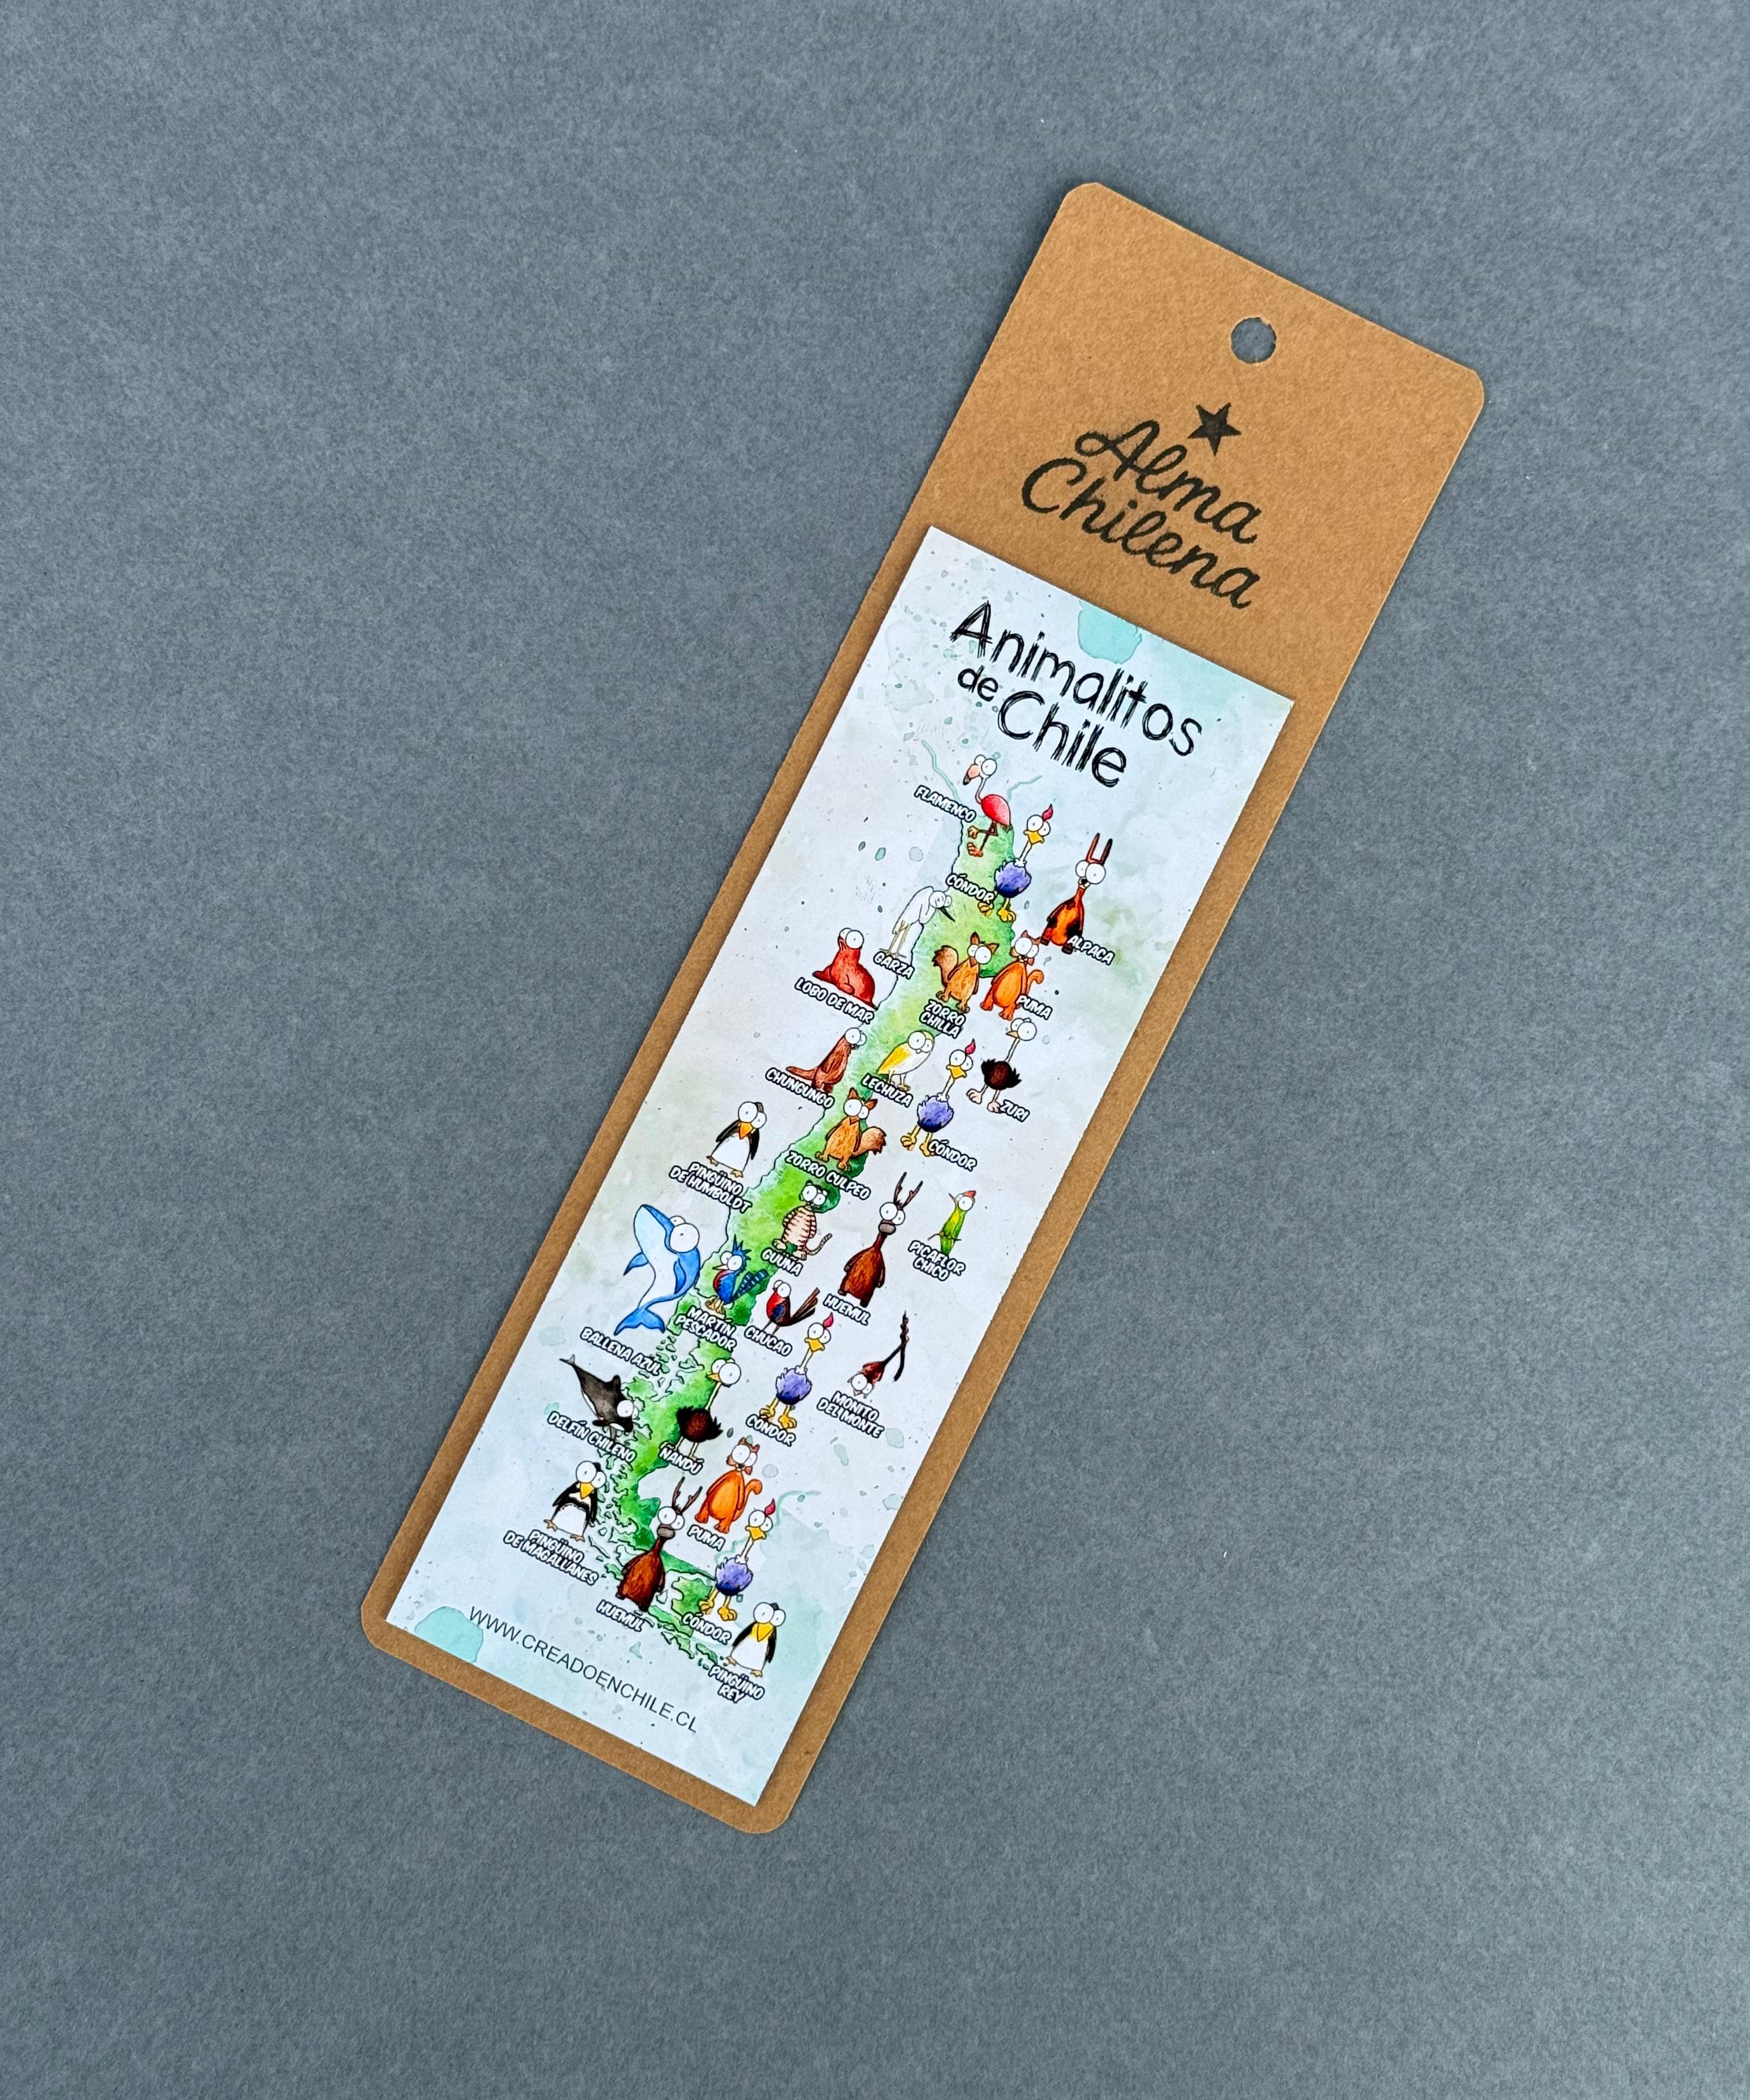 Alma
Chilena
Animalitos
de Chile
FLAMENCO
CÓNDOR
ALPACA
GARZA
LOBO DE MAR
ZORRO
CHILLA
PUMA
CHUNGUNGO
LECHUZA
ZURI
CÓNDOR
ZORRO CULPEO
PINGÜINO
DE HUMBOLDT
GUIÑA
PICAFLOR
CHICO
HUEMUL
MARTÍN
PESCADOR
CHUCAO
BALLENA AZUL
MONITO
DEL MONTE
CÓNDOR
DELFÍN CHILENO
ÑANDÚ
PUMA
PINGÜINO
DE MAGALLANES
HUEMUL
CÓNDOR
PINGÜINO
REY
WWW.CREADOENCHILE.CL